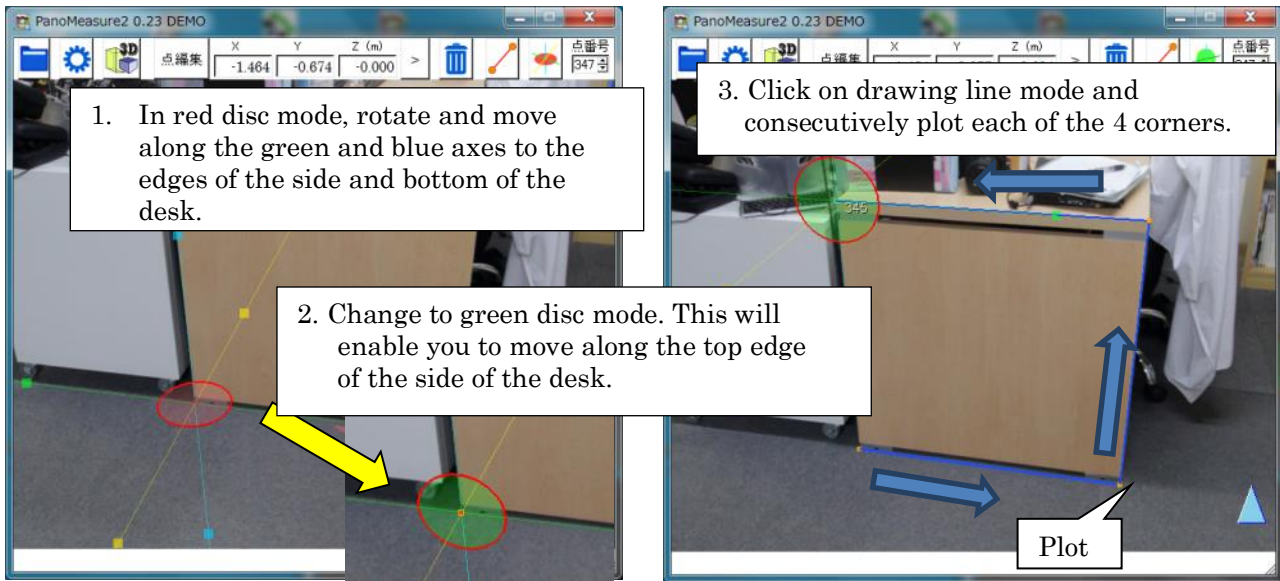 PanoMeasure2 0.23 DEMO
3D
点編集
X Y Z (m)
-1.464 -0.674 -0.000 >
点番号
347
1. In red disc mode, rotate and move
along the green and blue axes to the
edges of the side and bottom of the
desk.
2. Change to green disc mode. This will
enable you to move along the top edge
of the side of the desk.
PanoMeasure2 0.23 DEMO
3D
点編集
X Y Z (m)
点番号
3. Click on drawing line mode and
consecutively plot each of the 4 corners.
345
Plot